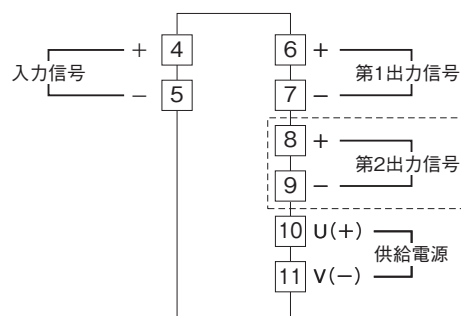 入力信号
+ 4
− 5
6 +
7 −
第1出力信号
8 +
9 −
第2出力信号
10 U(+)
11 V(−)
供給電源